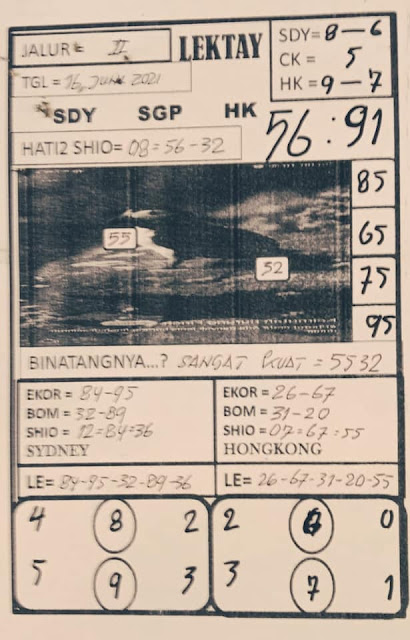 JALUR = II
LEKTAY
SDY= 8-6
CK = 5
HK= 9-7
TGL = 16, JUNI 2021
SDY SGP HK
56:91
HATI2 SHIO= 08=56-32
85
65
75
95
55
52
BINATANGNYA...? SANGAT KUAT = 5532
EKOR = 84-95
BOM = 32-89
SHIO = 12=84=36
SYDNEY
EKOR = 26-67
BOM = 31-20
SHIO = 07=67=55
HONGKONG
LE= 84-95-32-89-36
LE= 26-67-31-20-55
4 8 2
5 9 3
2 6 0
3 7 1